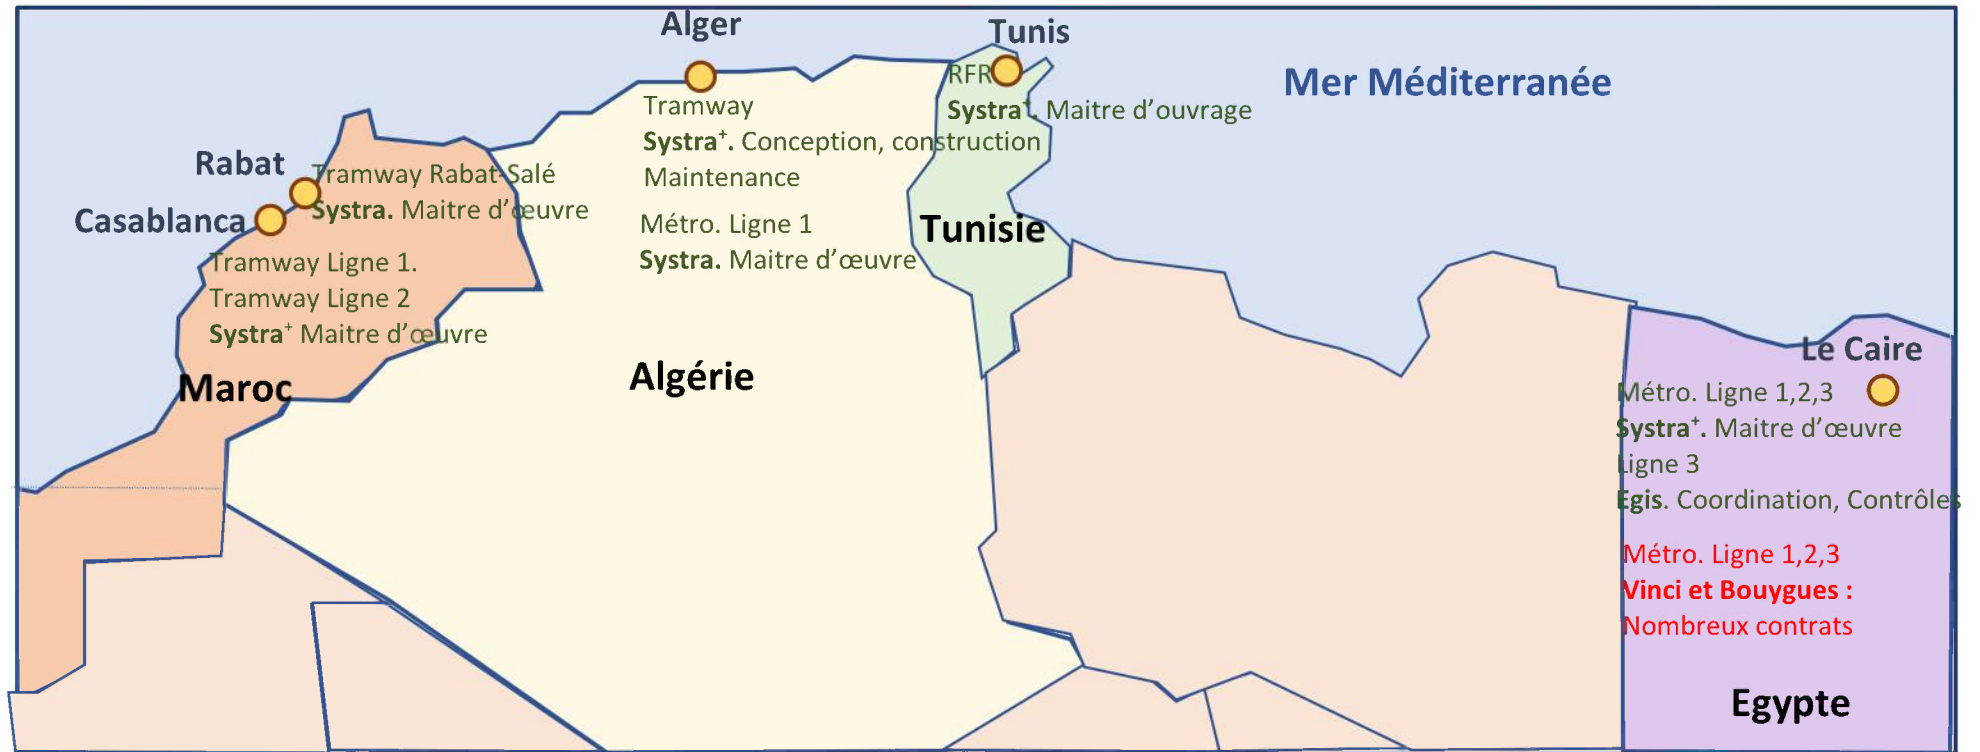 Alger
Tunis
Mer Méditerranée
RFR
Systra⁺. Maitre d'ouvrage
Tramway
Systra⁺. Conception, construction
Maintenance
Métro. Ligne 1
Systra. Maitre d'œuvre
Rabat
Tramway Rabat-Salé
Systra. Maitre d'œuvre
Casablanca
Tramway Ligne 1.
Tramway Ligne 2
Systra⁺ Maitre d'œuvre
Maroc
Algérie
Tunisie
Le Caire
Métro. Ligne 1,2,3
Systra⁺. Maitre d'œuvre
Ligne 3
Egis. Coordination, Contrôles
Métro. Ligne 1,2,3
Vinci et Bouygues :
Nombreux contrats
Egypte